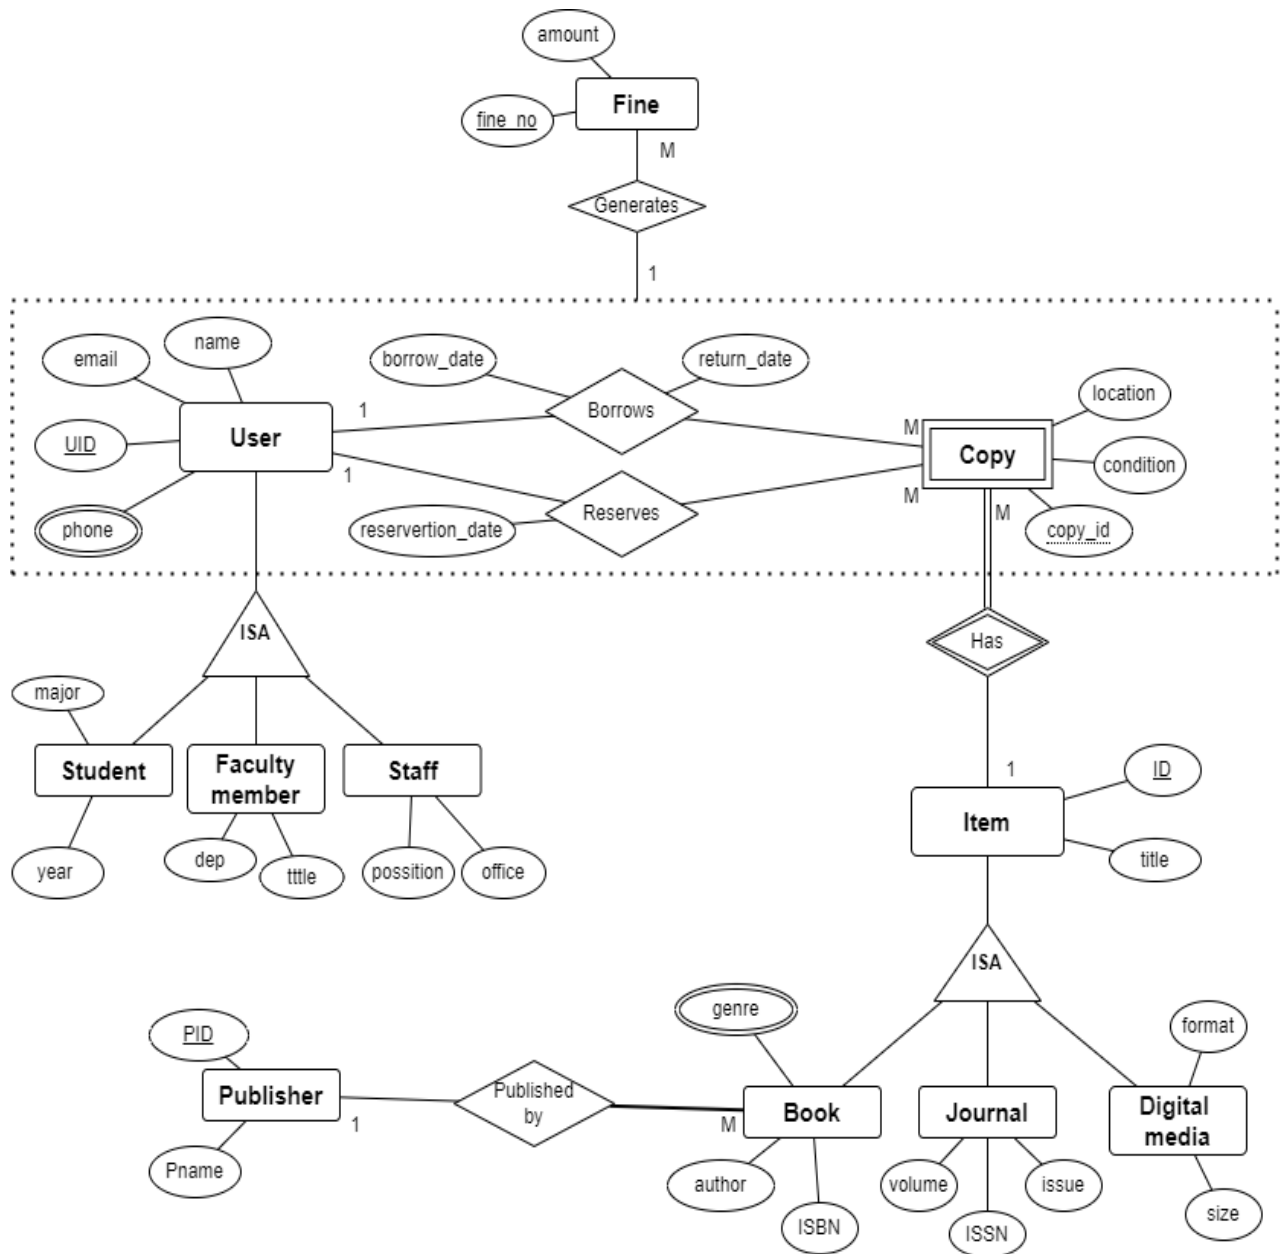 amount
Fine
fine_no
M
Generates
1
name
email
borrow_date
return_date
location
1
Borrows
User
UID
M
Copy
condition
1
M
M
Reserves
phone
reservertion_date
copy_id
ISA
Has
major
Student
Faculty
member
Staff
1
ID
Item
year
dep
tttle
possition
office
title
ISA
genre
format
PID
Publisher
Published
by
1
M
Book
Journal
Digital
media
Pname
author
volume
issue
ISBN
ISSN
size